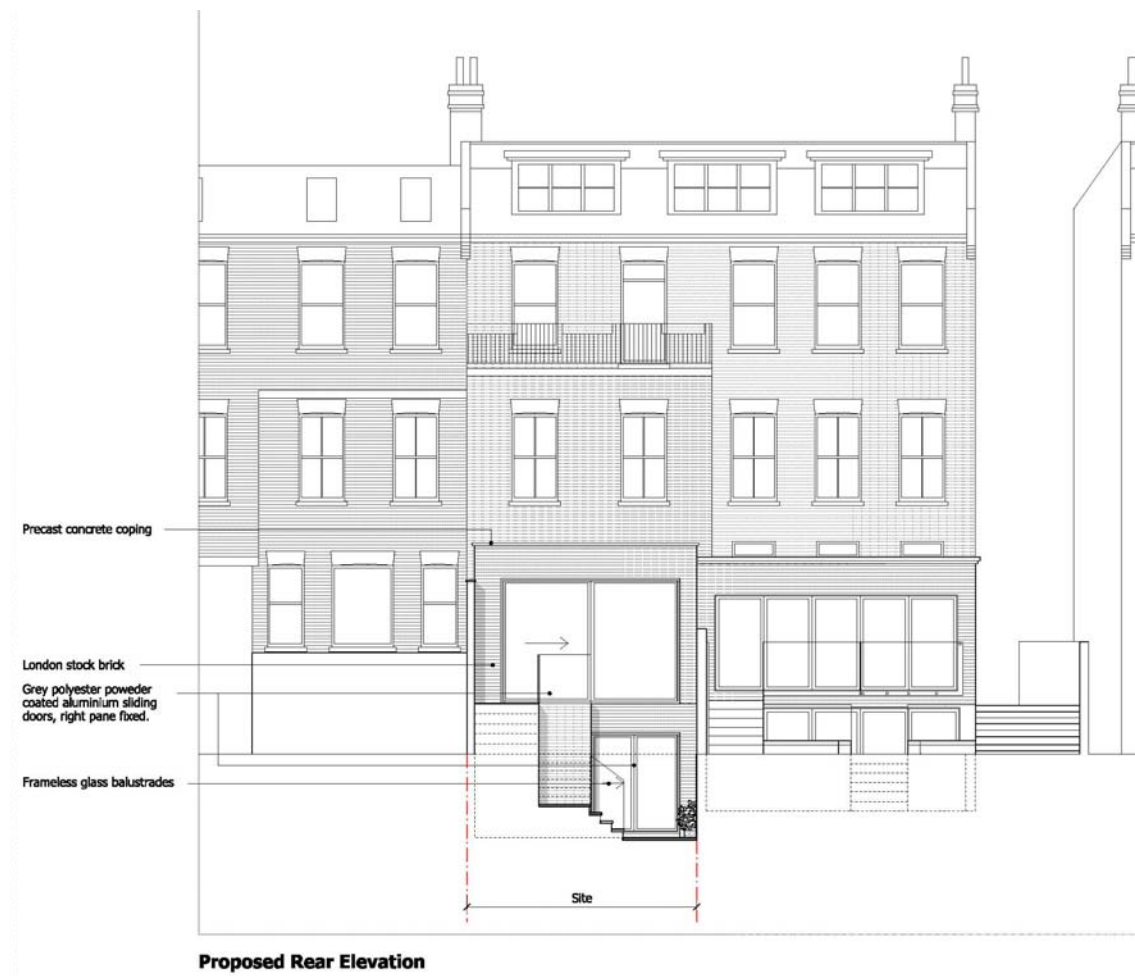 Precast concrete coping
London stock brick
Grey polyester poweder
coated aluminium sliding
doors, right pane fixed.
Frameless glass balustrades
Site
Proposed Rear Elevation